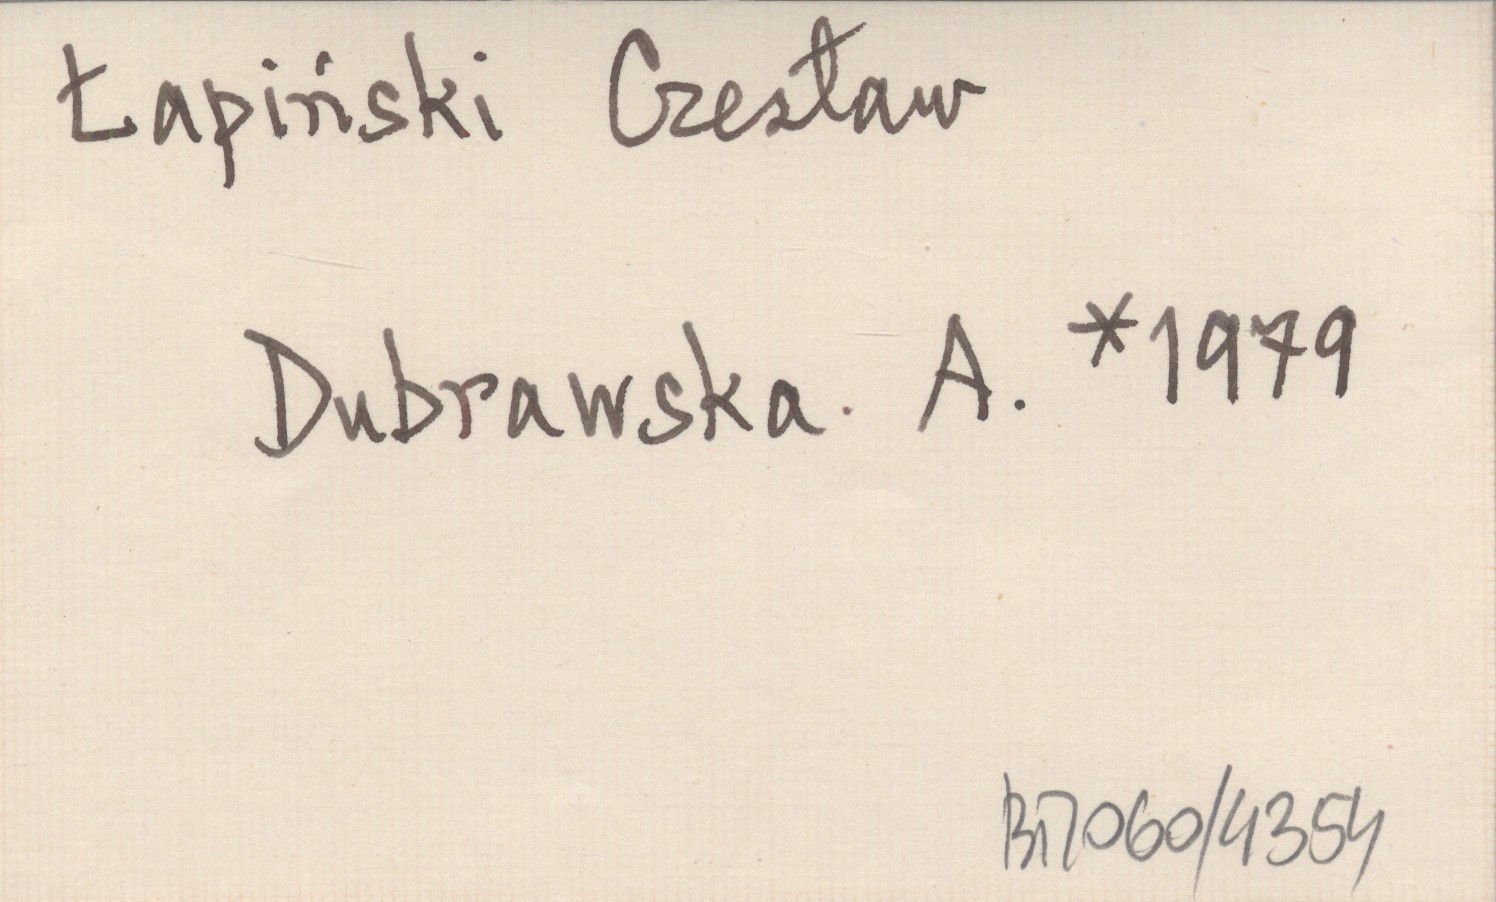 Łapiński Czesław
Dubrawska. A. *1979
BI7060/4354